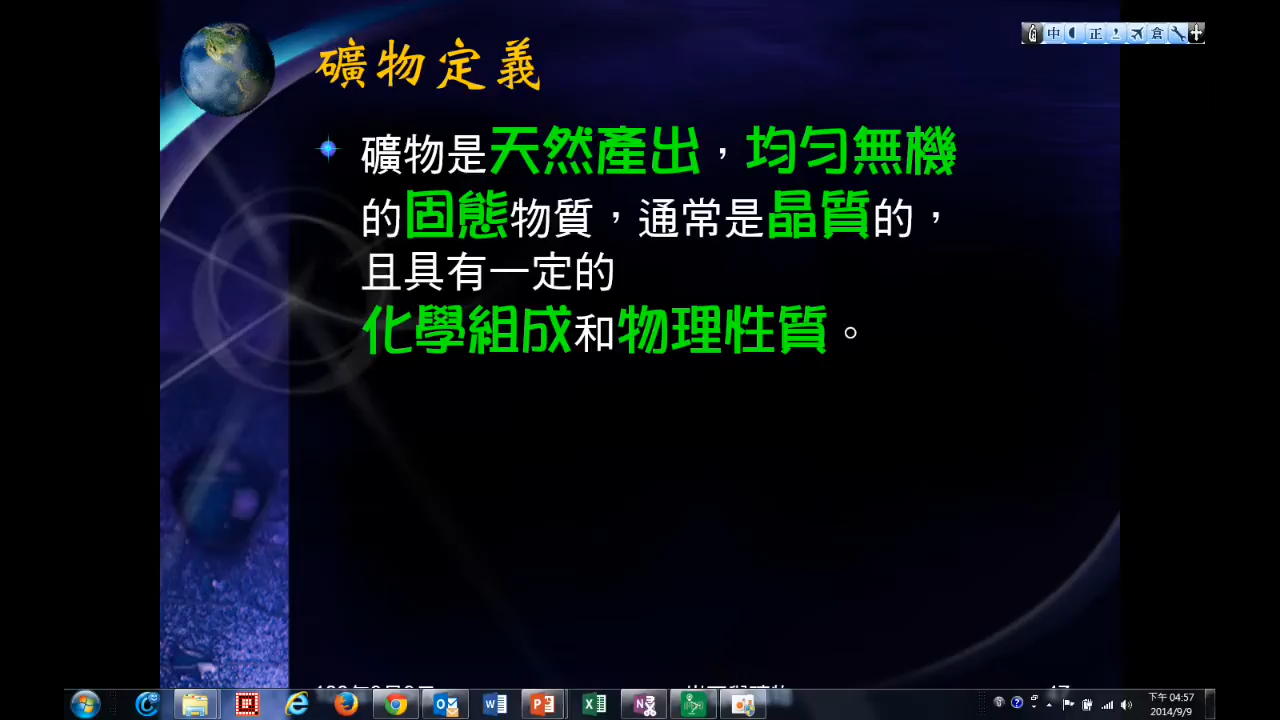 礦物定義
中 正 倉
礦物是天然產出，均勻無機
的固態物質，通常是晶質的，
且具有一定的
化學組成和物理性質。
下午 04:57
2014/9/9